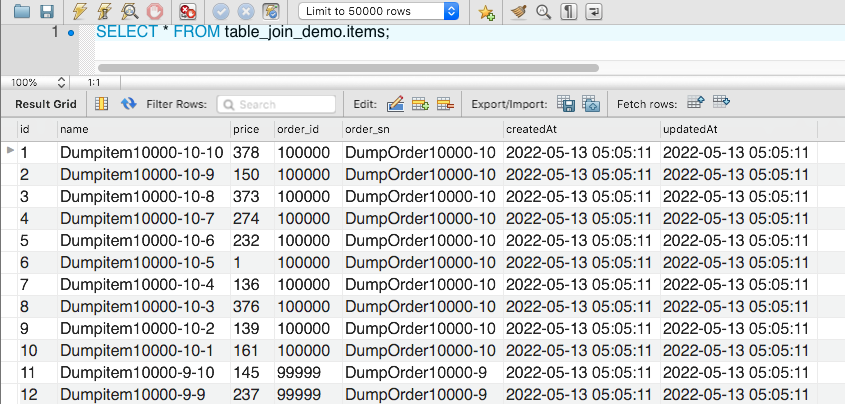 Limit to 50000 rows
1 SELECT * FROM table_join_demo.items;
100% 1:1
Result Grid Filter Rows: Search Edit: Export/Import: Fetch rows:
id name price order_id order_sn createdAt updatedAt
1 Dumpitem10000-10-10 378 100000 DumpOrder10000-10 2022-05-13 05:05:11 2022-05-13 05:05:11
2 Dumpitem10000-10-9 150 100000 DumpOrder10000-10 2022-05-13 05:05:11 2022-05-13 05:05:11
3 Dumpitem10000-10-8 373 100000 DumpOrder10000-10 2022-05-13 05:05:11 2022-05-13 05:05:11
4 Dumpitem10000-10-7 274 100000 DumpOrder10000-10 2022-05-13 05:05:11 2022-05-13 05:05:11
5 Dumpitem10000-10-6 232 100000 DumpOrder10000-10 2022-05-13 05:05:11 2022-05-13 05:05:11
6 Dumpitem10000-10-5 1 100000 DumpOrder10000-10 2022-05-13 05:05:11 2022-05-13 05:05:11
7 Dumpitem10000-10-4 136 100000 DumpOrder10000-10 2022-05-13 05:05:11 2022-05-13 05:05:11
8 Dumpitem10000-10-3 376 100000 DumpOrder10000-10 2022-05-13 05:05:11 2022-05-13 05:05:11
9 Dumpitem10000-10-2 139 100000 DumpOrder10000-10 2022-05-13 05:05:11 2022-05-13 05:05:11
10 Dumpitem10000-10-1 161 100000 DumpOrder10000-10 2022-05-13 05:05:11 2022-05-13 05:05:11
11 Dumpitem10000-9-10 145 99999 DumpOrder10000-9 2022-05-13 05:05:11 2022-05-13 05:05:11
12 Dumpitem10000-9-9 237 99999 DumpOrder10000-9 2022-05-13 05:05:11 2022-05-13 05:05:11